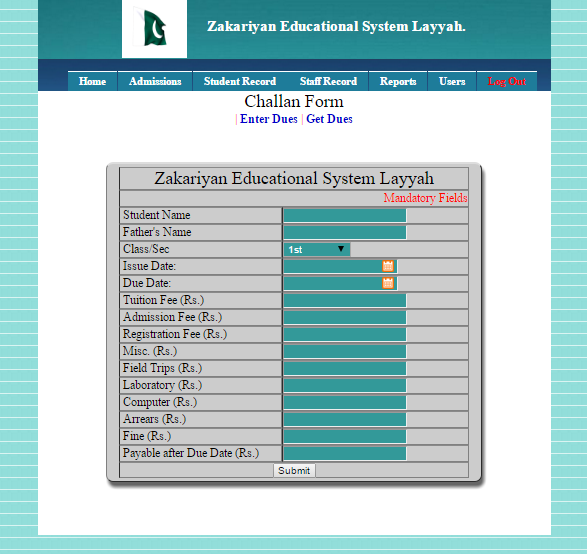 Zakariyan Educational System Layyah.
Home Admissions Student Record Staff Record Reports Users Log Out
Challan Form
| Enter Dues | Get Dues
Zakariyan Educational System Layyah
Mandatory Fields
Student Name
Father's Name
Class/Sec 1st
Issue Date:
Due Date:
Tuition Fee (Rs.)
Admission Fee (Rs.)
Registration Fee (Rs.)
Misc. (Rs.)
Field Trips (Rs.)
Laboratory (Rs.)
Computer (Rs.)
Arrears (Rs.)
Fine (Rs.)
Payable after Due Date (Rs.)
Submit